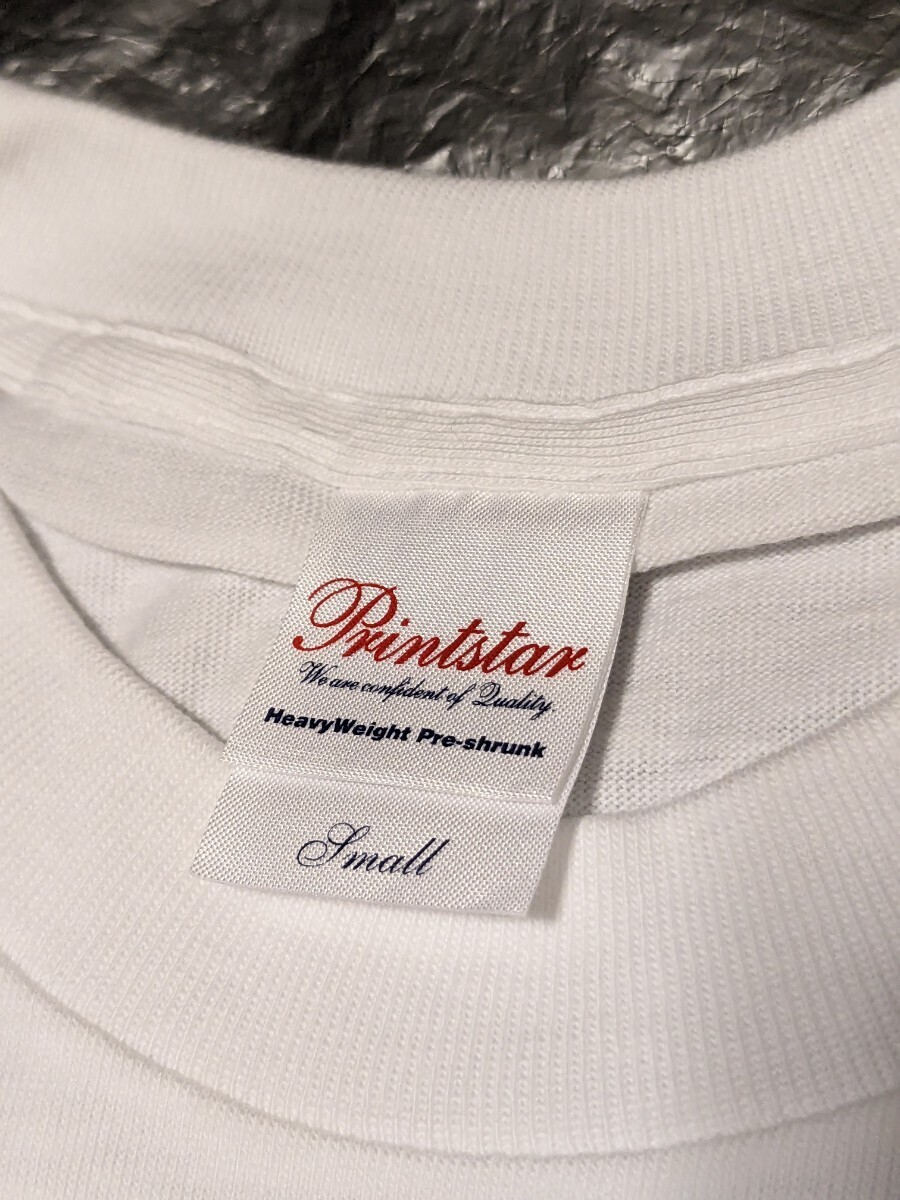 Printstar
We are confident of Quality
HeavyWeight Pre-shrunk
Small